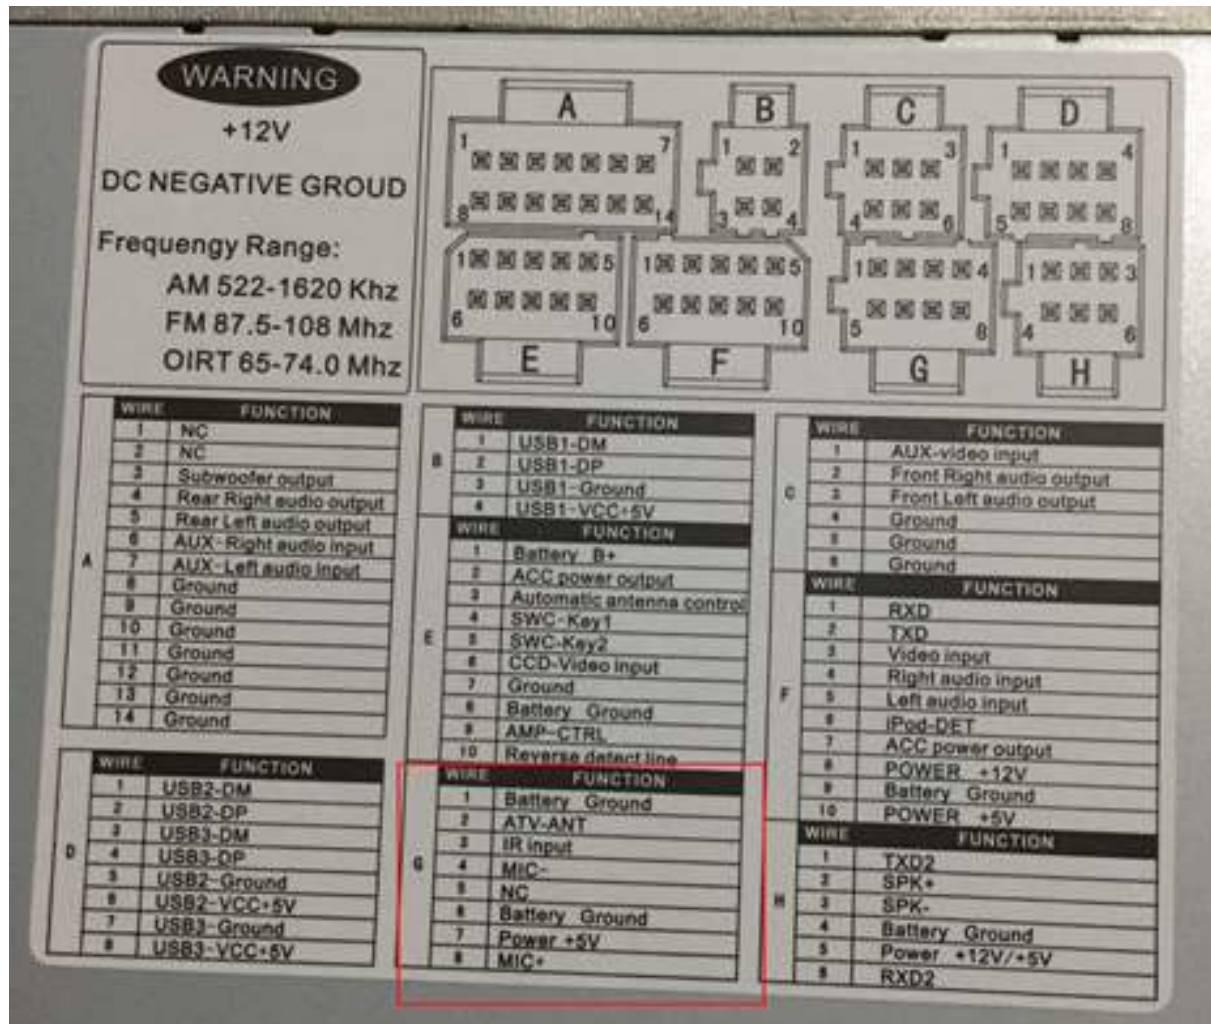 WARNING
+12V
DC NEGATIVE GROUD
Frequengy Range:
AM 522-1620 Khz
FM 87.5-108 Mhz
OIRT 65-74.0 Mhz
A B C D
1 7 1 2 1 3 1 4
8 14 3 4 4 6 5 8
1 5 1 5 1 4 1 3
6 10 6 10 5 8 4 6
E F G H
A
WIRE FUNCTION
1 NC
2 NC
3 Subwoofer output
4 Rear Right audio output
5 Rear Left audio output
6 AUX-Right audio input
7 AUX-Left audio input
8 Ground
9 Ground
10 Ground
11 Ground
12 Ground
13 Ground
14 Ground
D
WIRE FUNCTION
1 USB2-DM
2 USB2-DP
3 USB3-DM
4 USB3-DP
5 USB2-Ground
6 USB2-VCC+5V
7 USB3-Ground
8 USB3-VCC+5V
B
WIRE FUNCTION
1 USB1-DM
2 USB1-DP
3 USB1-Ground
4 USB1-VCC+5V
E
WIRE FUNCTION
1 Battery B+
2 ACC power output
3 Automatic antenna control
4 SWC-Key1
5 SWC-Key2
6 CCD-Video input
7 Ground
8 Battery Ground
9 AMP-CTRL
10 Reverse detect line
G
WIRE FUNCTION
1 Battery Ground
2 ATV-ANT
3 IR input
4 MIC-
5 NC
6 Battery Ground
7 Power +5V
8 MIC+
C
WIRE FUNCTION
1 AUX-video input
2 Front Right audio output
3 Front Left audio output
4 Ground
5 Ground
6 Ground
F
WIRE FUNCTION
1 RXD
2 TXD
3 Video input
4 Right audio input
5 Left audio input
6 iPod-DET
7 ACC power output
8 POWER +12V
9 Battery Ground
10 POWER +5V
H
WIRE FUNCTION
1 TXD2
2 SPK+
3 SPK-
4 Battery Ground
5 Power +12V/+5V
6 RXD2